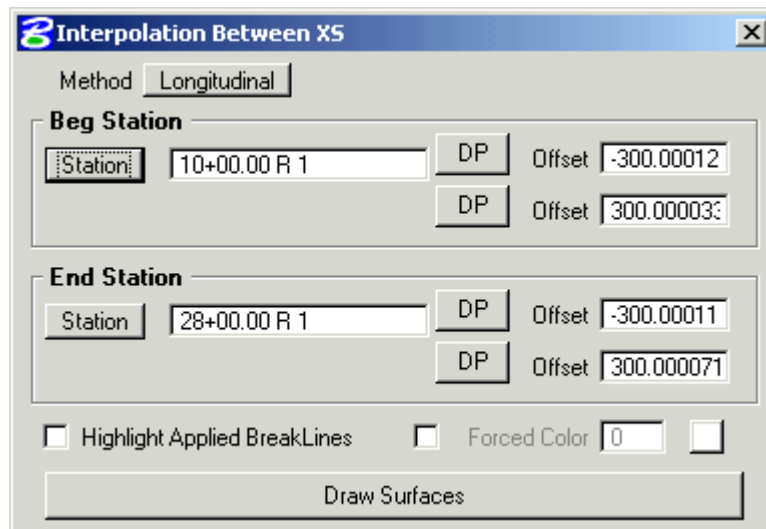 Interpolation Between XS
Method Longitudinal
Beg Station
Station 10+00.00 R 1 DP Offset -300.00012
DP Offset 300.000033
End Station
Station 28+00.00 R 1 DP Offset -300.00011
DP Offset 300.000071
Highlight Applied BreakLines Forced Color 0
Draw Surfaces